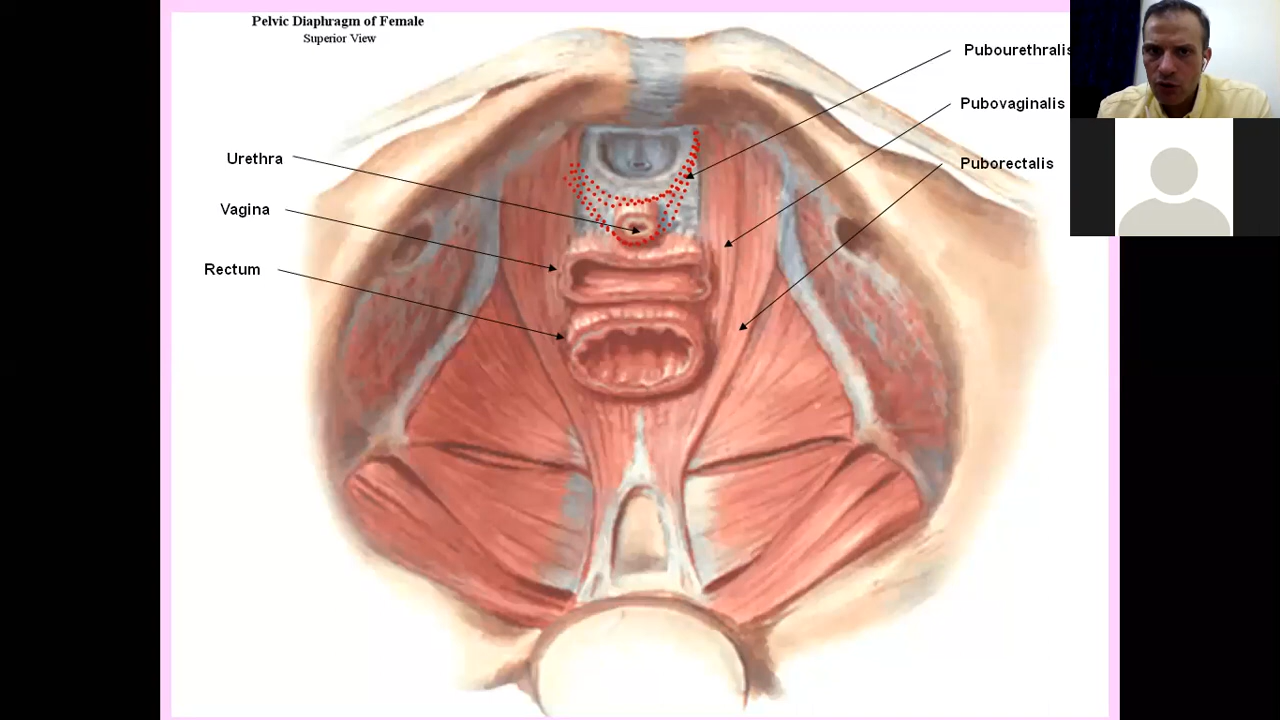 Pelvic Diaphragm of Female
Superior View
Pubourethralis
Pubovaginalis
Urethra
Puborectalis
Vagina
Rectum